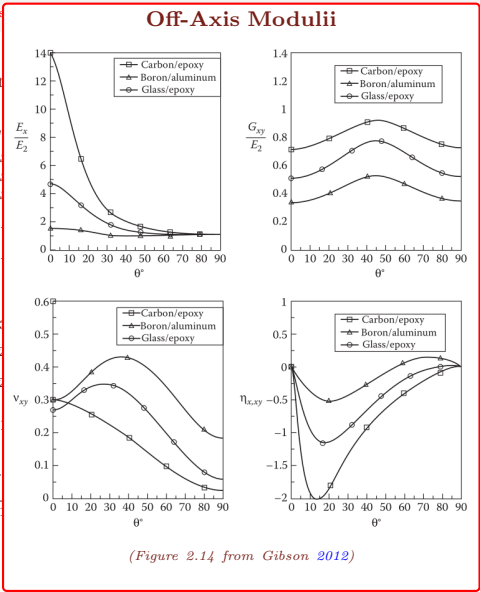 Off-Axis Modulii
14
12
10
8
6
4
2
0
E_x
E_2
Carbon/epoxy
Boron/aluminum
Glass/epoxy
0 10 20 30 40 50 60 70 80 90
θ°
1.4
1.2
1
0.8
0.6
0.4
0.2
0
G_xy
E_2
Carbon/epoxy
Boron/aluminum
Glass/epoxy
0 10 20 30 40 50 60 70 80 90
θ°
0.6
0.5
0.4
0.3
0.2
0.1
0
ν_xy
Carbon/epoxy
Boron/aluminum
Glass/epoxy
0 10 20 30 40 50 60 70 80 90
θ°
1
0.5
0
−0.5
−1
−1.5
−2
η_x,xy
Carbon/epoxy
Boron/aluminum
Glass/epoxy
0 10 20 30 40 50 60 70 80 90
θ°
(Figure 2.14 from Gibson 2012)